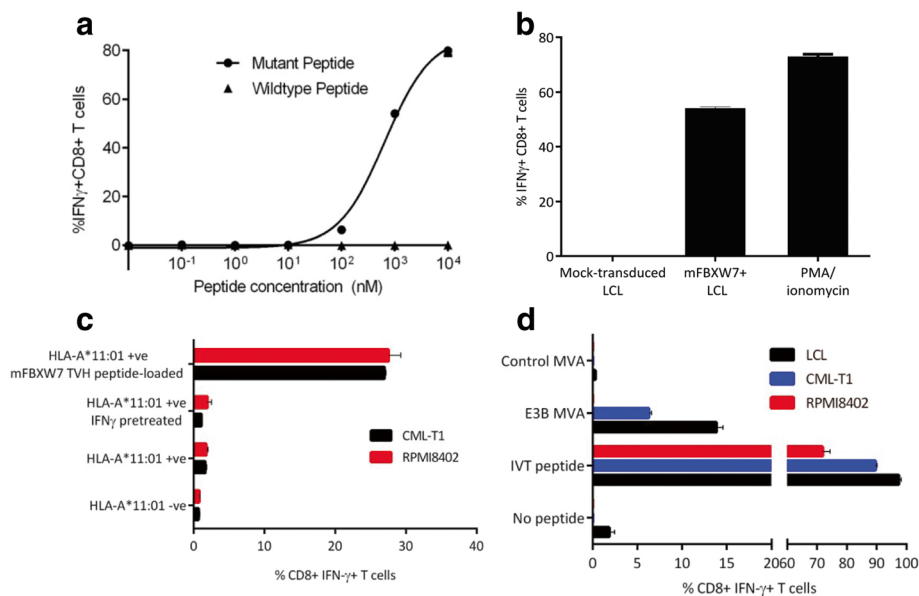 a
80
60
40
20
0
%IFNγ+CD8+ T cells
Mutant Peptide
Wildtype Peptide
10-1
100
101
102
103
104
Peptide concentration (nM)
b
80
60
40
20
0
% IFNγ+ CD8+ T cells
Mock-transduced
LCL
mFBXW7+
LCL
PMA/
ionomycin
c
HLA-A*11:01 +ve
mFBXW7 TVH peptide-loaded
HLA-A*11:01 +ve
IFNγ pretreated
HLA-A*11:01 +ve
HLA-A*11:01 -ve
CML-T1
RPMI8402
0
10
20
30
40
% CD8+ IFN-γ+ T cells
d
Control MVA
E3B MVA
IVT peptide
No peptide
LCL
CML-T1
RPMI8402
0
5
10
15
20
60
70
80
90
100
% CD8+ IFN-γ+ T cells